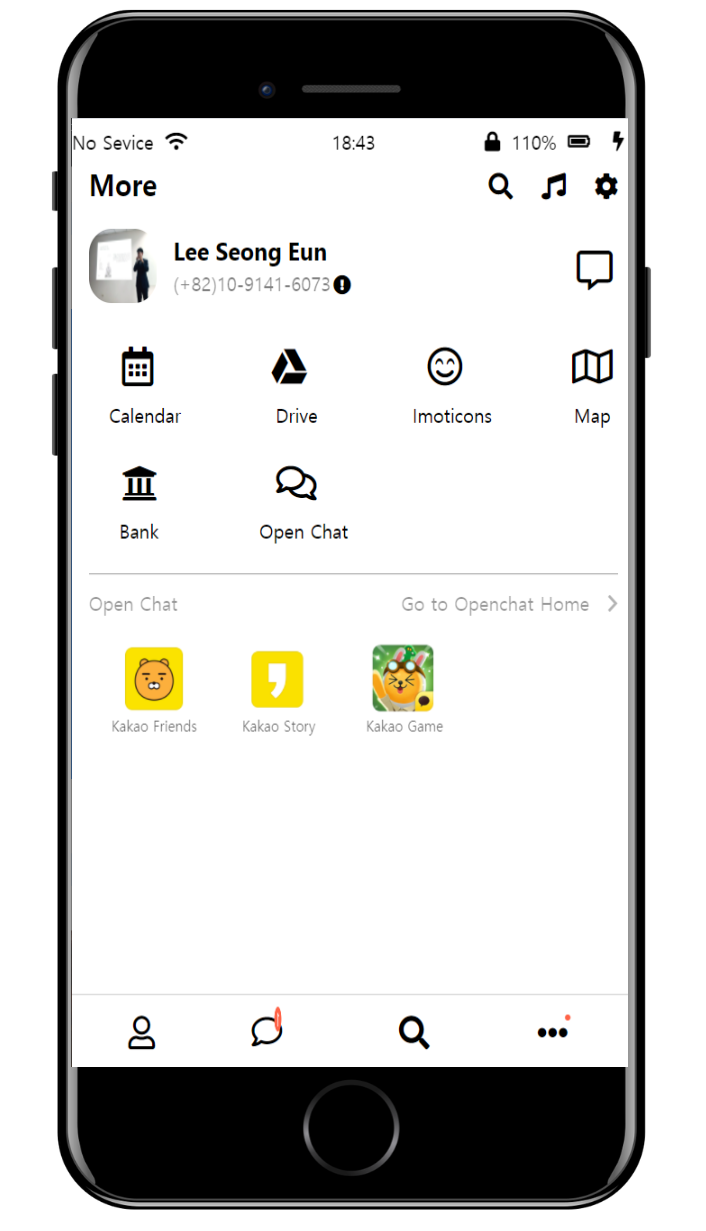 No Sevice 18:43 110%
More
Lee Seong Eun
(+82)10-9141-6073
Calendar Drive Imoticons Map
Bank Open Chat
Open Chat Go to Openchat Home
Kakao Friends Kakao Story Kakao Game